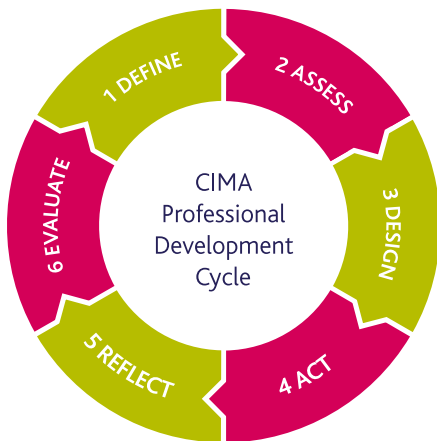 CIMA
Professional
Development
Cycle
1 DEFINE
2 ASSESS
3 DESIGN
4 ACT
5 REFLECT
6 EVALUATE